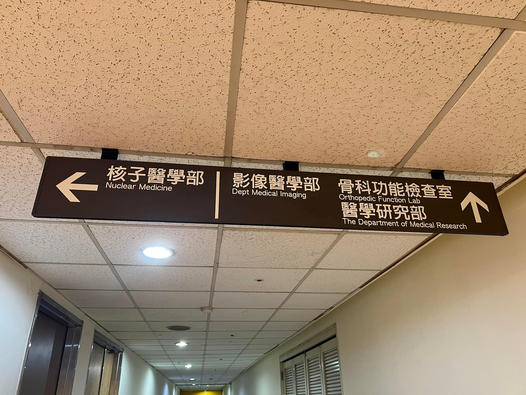 核子醫學部
Nuclear Medicine
影像醫學部
Dept Medical Imaging
骨科功能檢查室
Orthopedic Function Lab
醫學研究部
The Department of Medical Research